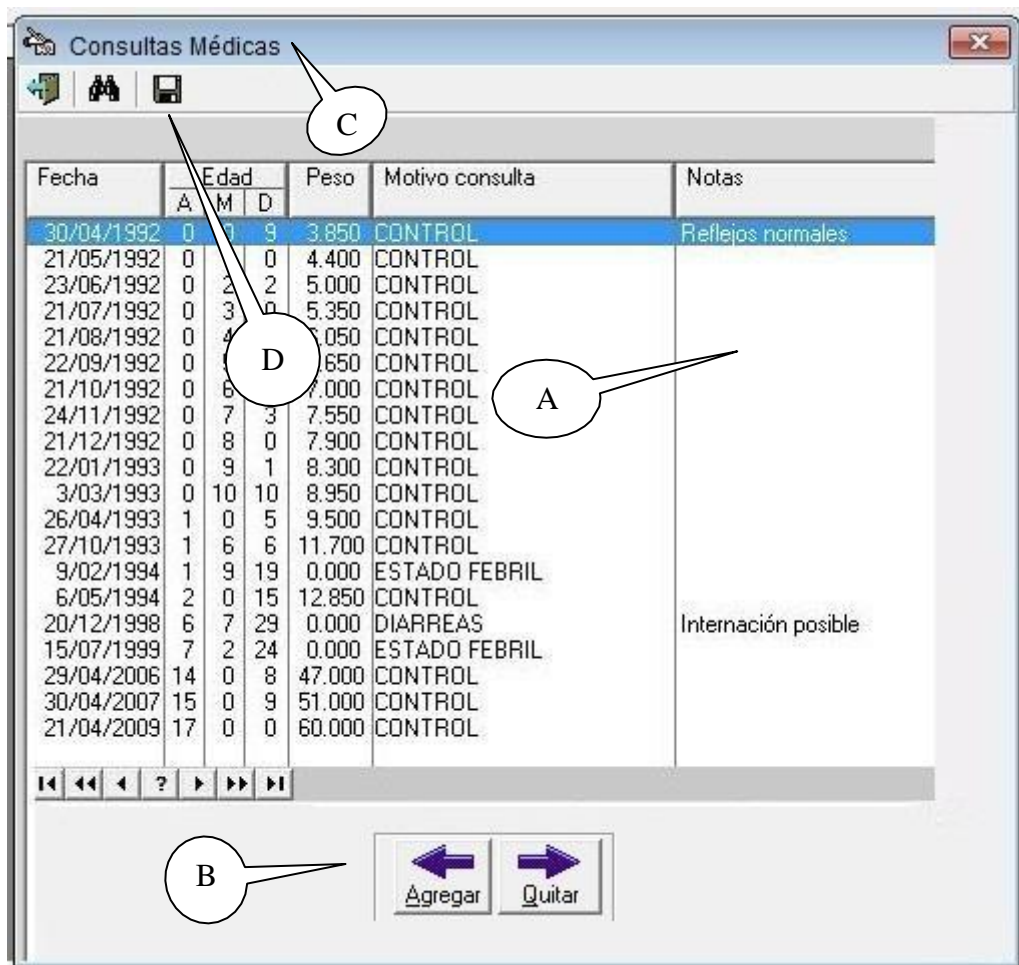 Consultas Médicas
C
Fecha Edad Peso Motivo consulta Notas
A M D
30/04/1992 0 9 3.850 CONTROL Reflejos normales
21/05/1992 0 0 4.400 CONTROL
23/06/1992 0 2 2 5.000 CONTROL
21/07/1992 0 3 0 5.350 CONTROL
21/08/1992 0 4 .050 CONTROL
22/09/1992 0 .650 CONTROL
D
21/10/1992 0 6 7.000 CONTROL
A
24/11/1992 0 7 3 7.550 CONTROL
21/12/1992 0 8 0 7.900 CONTROL
22/01/1993 0 9 1 8.300 CONTROL
3/03/1993 0 10 10 8.950 CONTROL
26/04/1993 1 0 5 9.500 CONTROL
27/10/1993 1 6 6 11.700 CONTROL
9/02/1994 1 9 19 0.000 ESTADO FEBRIL
6/05/1994 2 0 15 12.850 CONTROL
20/12/1998 6 7 29 0.000 DIARREAS Internación posible
15/07/1999 7 2 24 0.000 ESTADO FEBRIL
29/04/2006 14 0 8 47.000 CONTROL
30/04/2007 15 0 9 51.000 CONTROL
21/04/2009 17 0 0 60.000 CONTROL
?
B
Agregar Quitar